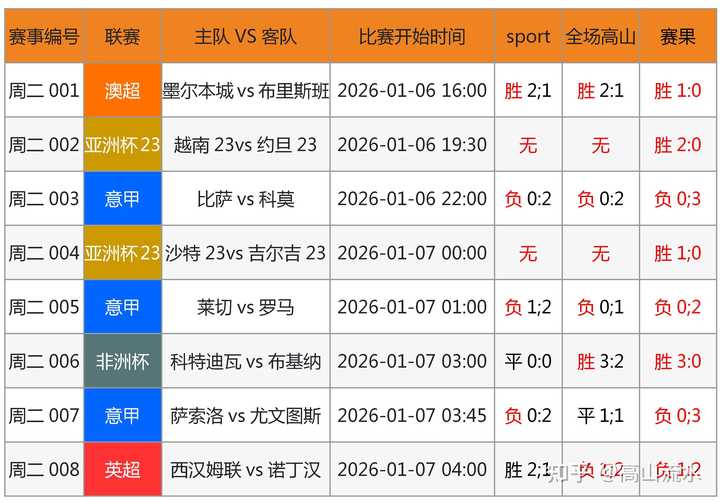 赛事编号 联赛 主队 VS 客队 比赛开始时间 sport 全场高山 赛果
周二 001 澳超 墨尔本城 vs 布里斯班 2026-01-06 16:00 胜 2;1 胜 2:1 胜 1:0
周二 002 亚洲杯 23 越南 23vs 约旦 23 2026-01-06 19:30 无 无 胜 2:0
周二 003 意甲 比萨 vs 科莫 2026-01-06 22:00 负 0:2 负 0:2 负 0;3
周二 004 亚洲杯 23 沙特 23vs 吉尔吉 23 2026-01-07 00:00 无 无 胜 1;0
周二 005 意甲 莱切 vs 罗马 2026-01-07 01:00 负 1;2 负 0;1 负 0;2
周二 006 非洲杯 科特迪瓦 vs 布基纳 2026-01-07 03:00 平 0:0 胜 3:2 胜 3:0
周二 007 意甲 萨索洛 vs 尤文图斯 2026-01-07 03:45 负 0:2 平 1;1 负 0;3
周二 008 英超 西汉姆联 vs 诺丁汉 2026-01-07 04:00 胜 2;1 负 1:2
知乎 @高山流水